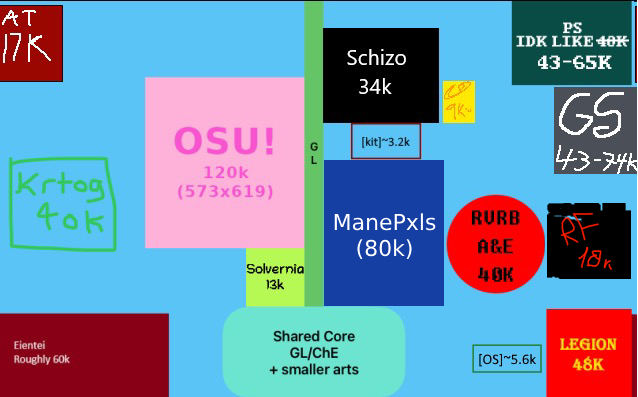 AT
17K
Schizo
34k
PS
IDK LIKE 40K
43-65K
GS
43-74K
9K
OSU!
120k
(573x619)
G
L
[kit]~3.2k
Krtog
40K
ManePxls
(80k)
RVRB
A&E
40K
RF
18K
Solvernia
13k
Eientei
Roughly 60k
Shared Core
GL/ChE
+ smaller arts
[OS]~5.6k
LEGION
48K